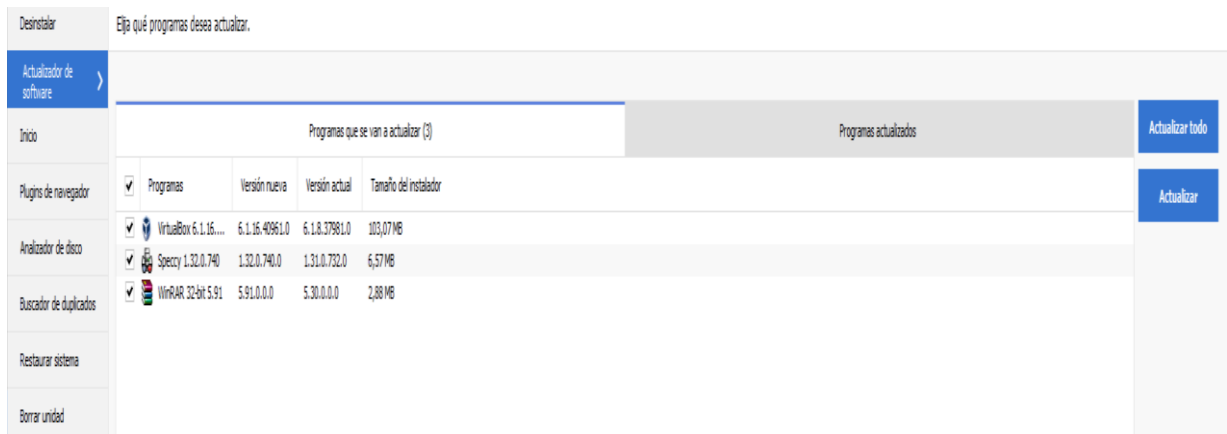 Desinstalar
Elija qué programas desea actualizar.
Actualizador de
software
Inicio
Plugins de navegador
Analizador de disco
Buscador de duplicados
Restaurar sistema
Borrar unidad
Programas que se van a actualizar (3)
Programas actualizados
Programas Versión nueva Versión actual Tamaño del instalador
VirtualBox 6.1.16.... 6.1.16.40961.0 6.1.8.37981.0 103,07 MB
Speccy 1.32.0.740 1.32.0.740.0 1.31.0.732.0 6,57 MB
WinRAR 32-bit 5.91 5.91.0.0.0 5.30.0.0.0 2,88 MB
Actualizar todo
Actualizar